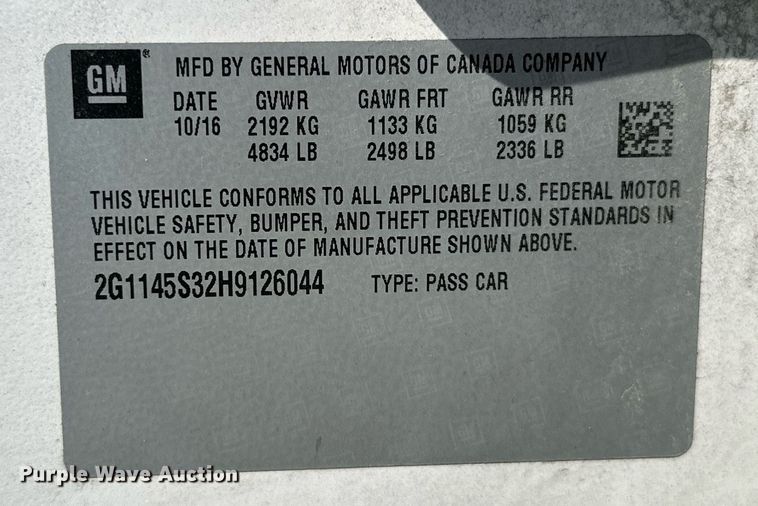 GM® MFD BY GENERAL MOTORS OF CANADA COMPANY
DATE GVWR GAWR FRT GAWR RR
10/16 2192 KG 1133 KG 1059 KG
4834 LB 2498 LB 2336 LB
THIS VEHICLE CONFORMS TO ALL APPLICABLE U.S. FEDERAL MOTOR
VEHICLE SAFETY, BUMPER, AND THEFT PREVENTION STANDARDS IN
EFFECT ON THE DATE OF MANUFACTURE SHOWN ABOVE.
2G1145S32H9126044 TYPE: PASS CAR
Purple Wave Auction